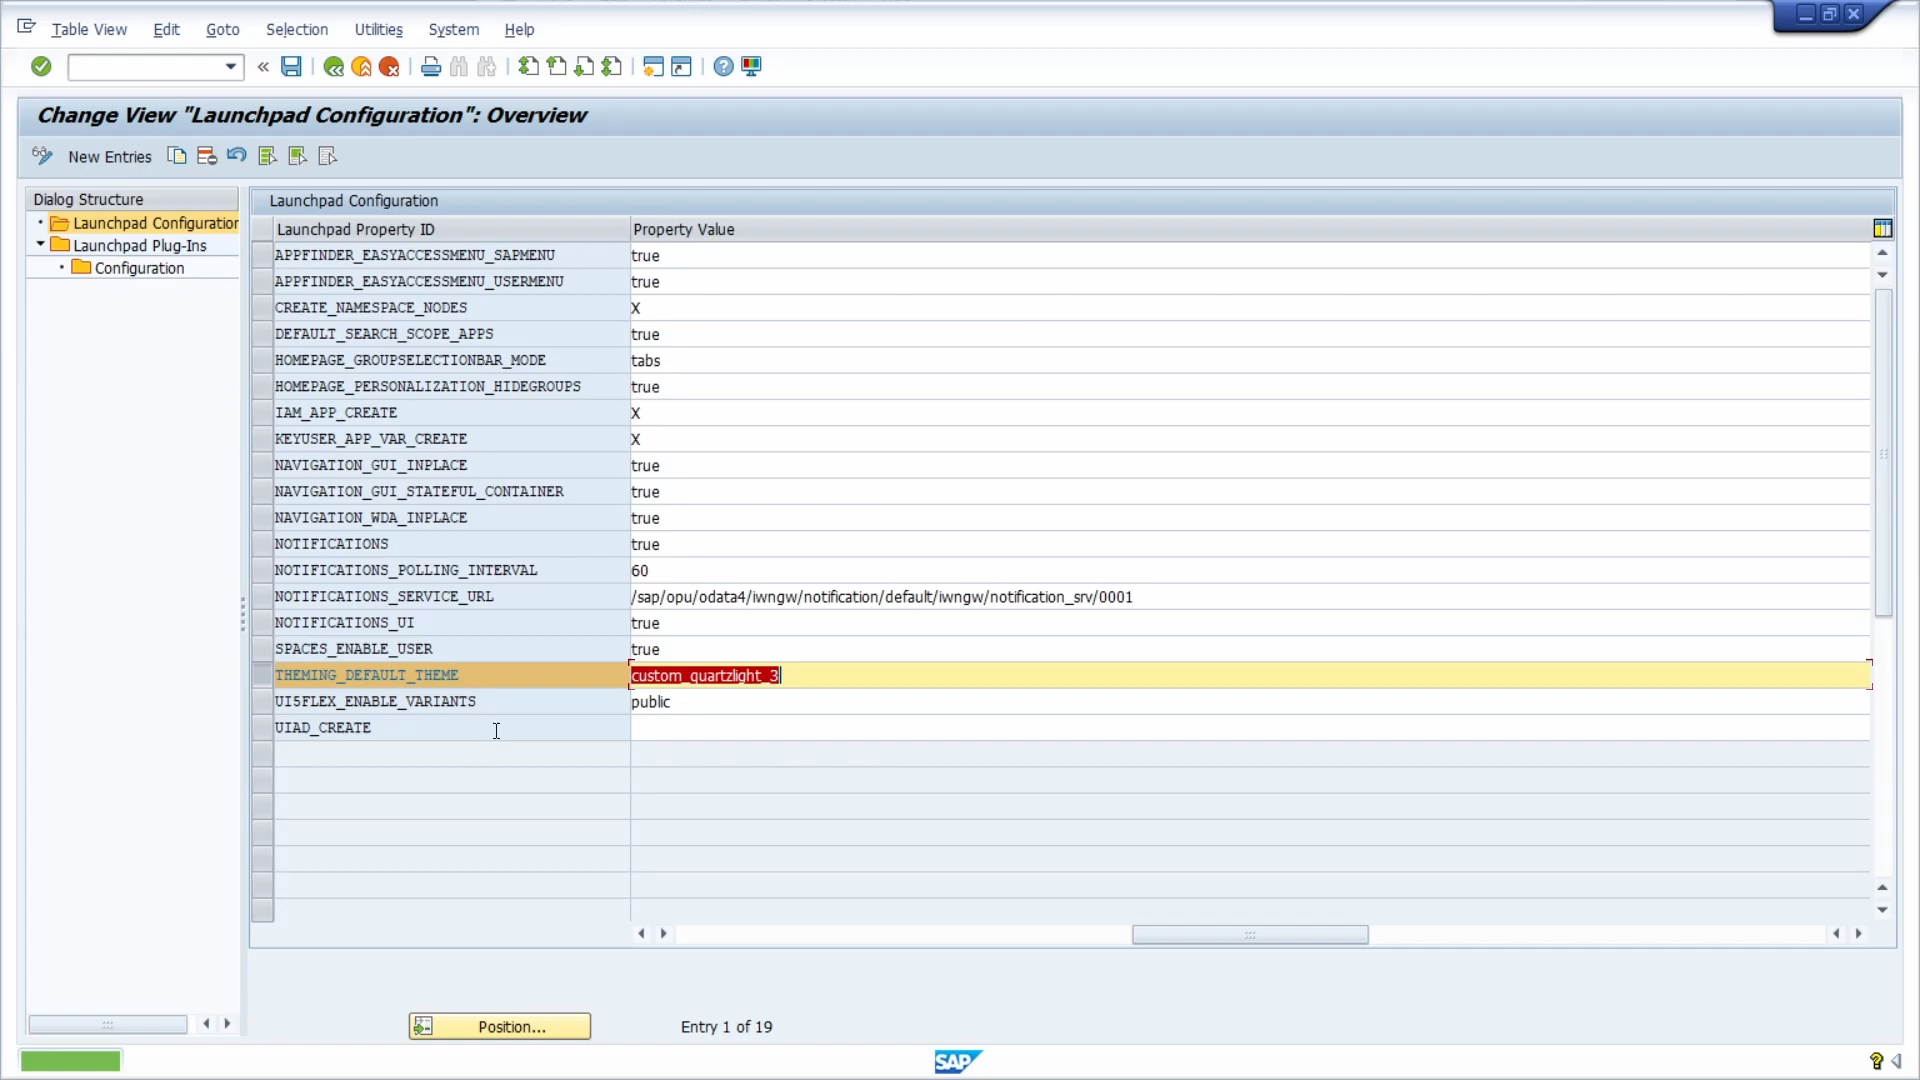 Table View Edit Goto Selection Utilities System Help
Change View "Launchpad Configuration": Overview
New Entries
Dialog Structure
Launchpad Configuration
Launchpad Plug-Ins
Configuration
Launchpad Configuration
Launchpad Property ID Property Value
APPFINDER_EASYACCESSMENU_SAPMENU true
APPFINDER_EASYACCESSMENU_USERMENU true
CREATE_NAMESPACE_NODES X
DEFAULT_SEARCH_SCOPE_APPS true
HOMEPAGE_GROUPSELECTIONBAR_MODE tabs
HOMEPAGE_PERSONALIZATION_HIDEGROUPS true
IAM_APP_CREATE X
KEYUSER_APP_VAR_CREATE X
NAVIGATION_GUI_INPLACE true
NAVIGATION_GUI_STATEFUL_CONTAINER true
NAVIGATION_WDA_INPLACE true
NOTIFICATIONS true
NOTIFICATIONS_POLLING_INTERVAL 60
NOTIFICATIONS_SERVICE_URL /sap/opu/odata4/iwngw/notification/default/iwngw/notification_srv/0001
NOTIFICATIONS_UI true
SPACES_ENABLE_USER true
THEMING_DEFAULT_THEME custom_quartzlight_3
UI5FLEX_ENABLE_VARIANTS public
UIAD_CREATE
Position... Entry 1 of 19
SAP